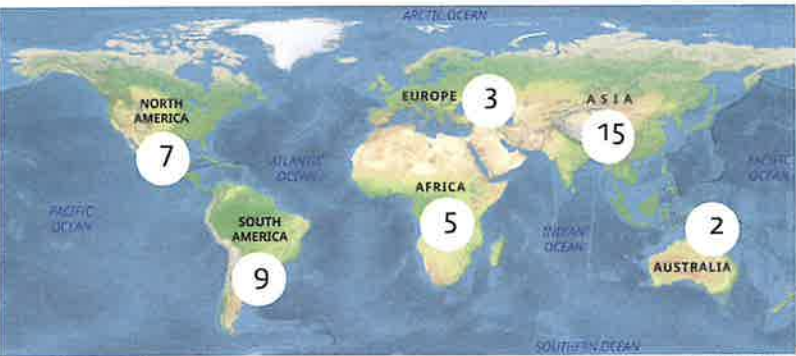 ARCTIC OCEAN
NORTH
AMERICA
7
EUROPE
3
ASIA
15
ATLANTIC
OCEAN
PACIFIC
OCEAN
AFRICA
5
PACIFIC
OCEAN
SOUTH
AMERICA
9
INDIAN
OCEAN
2
AUSTRALIA
SOUTHERN OCEAN